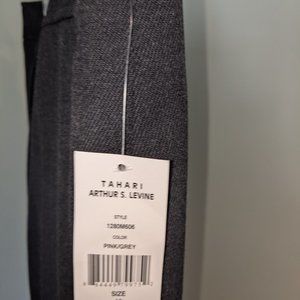 TAHARI
ARTHUR S. LEVINE
STYLE
1280M606
COLOR
PINK/GREY
SIZE